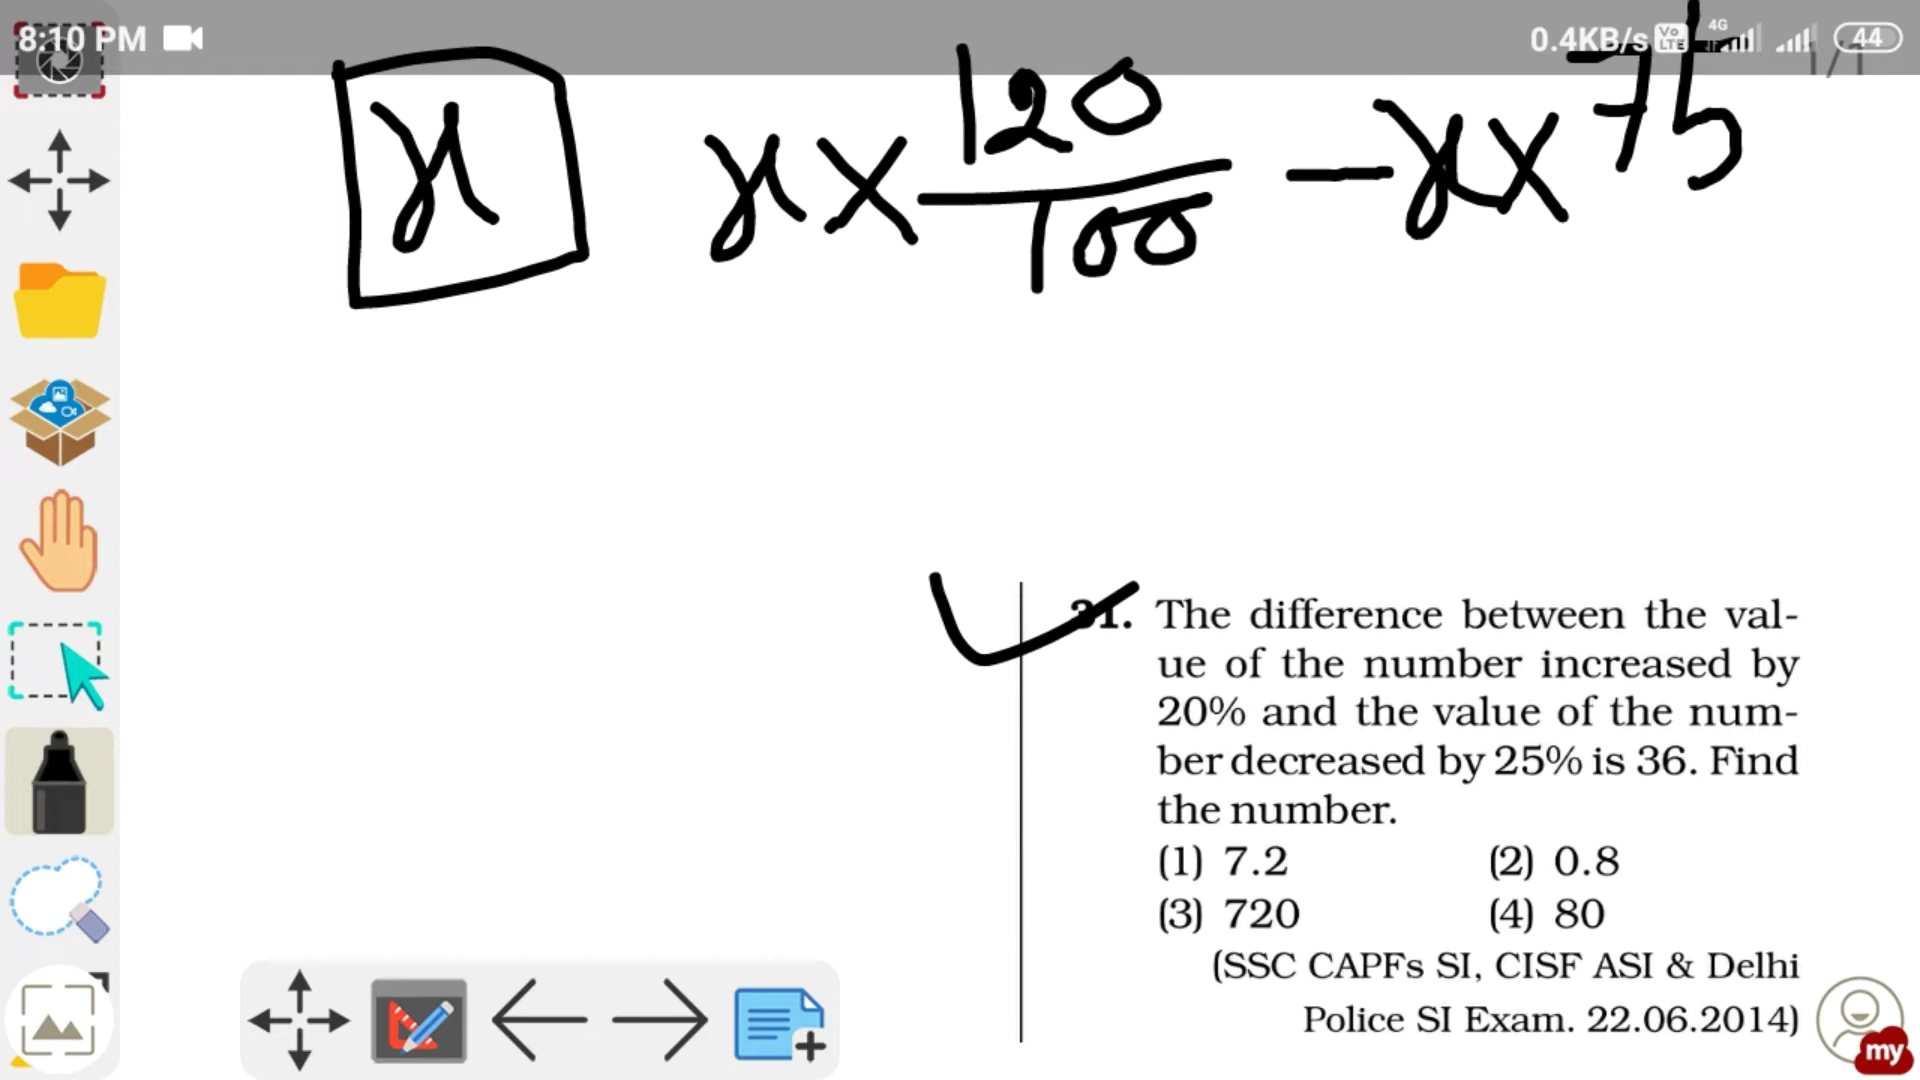 8:10 PM
0.4KB/s Vo LTE 4G 44
x x × 120/100 − x × 75
31. The difference between the val-
ue of the number increased by
20% and the value of the num-
ber decreased by 25% is 36. Find
the number.
(1) 7.2 (2) 0.8
(3) 720 (4) 80
(SSC CAPFs SI, CISF ASI & Delhi
Police SI Exam. 22.06.2014)
my